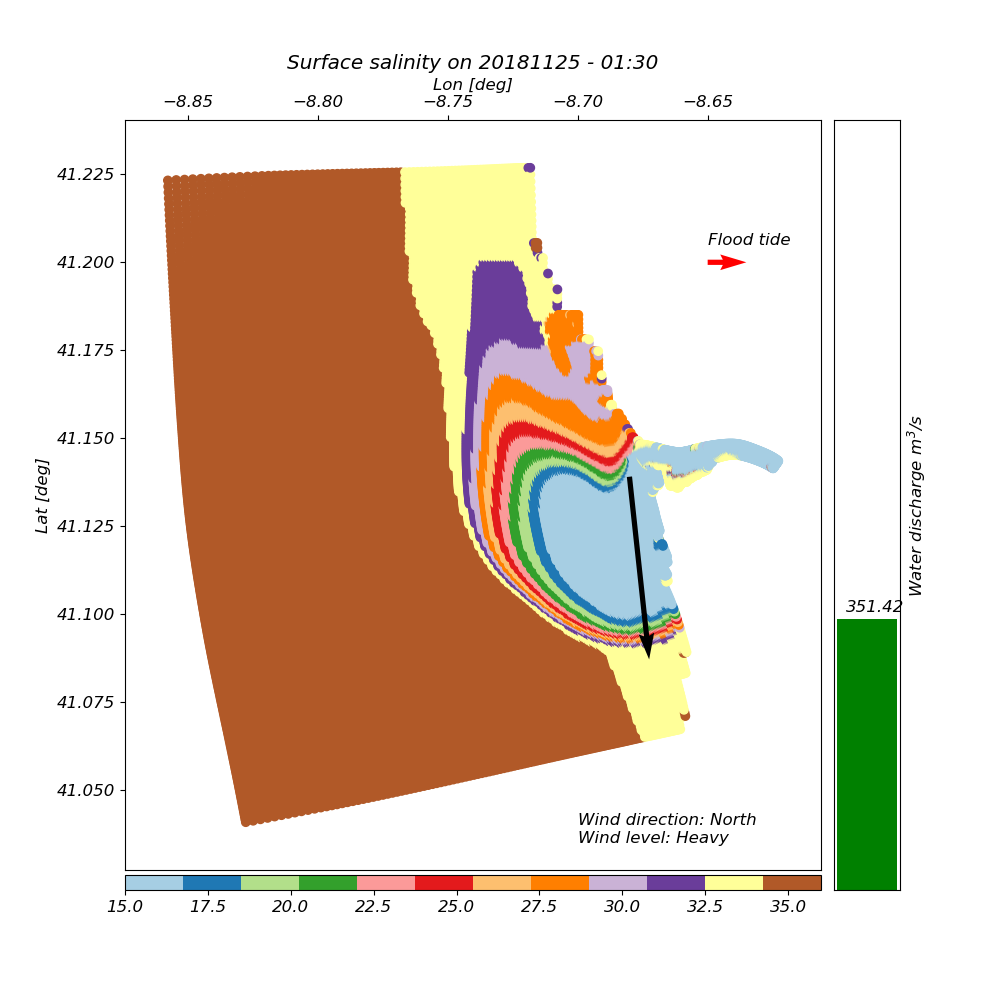 Surface salinity on 20181125 - 01:30
Lon [deg]
−8.85 −8.80 −8.75 −8.70 −8.65
41.225
41.200
41.175
41.150
41.125
41.100
41.075
41.050
Lat [deg]
Flood tide
Wind direction: North
Wind level: Heavy
351.42
Water discharge m³/s
15.0 17.5 20.0 22.5 25.0 27.5 30.0 32.5 35.0